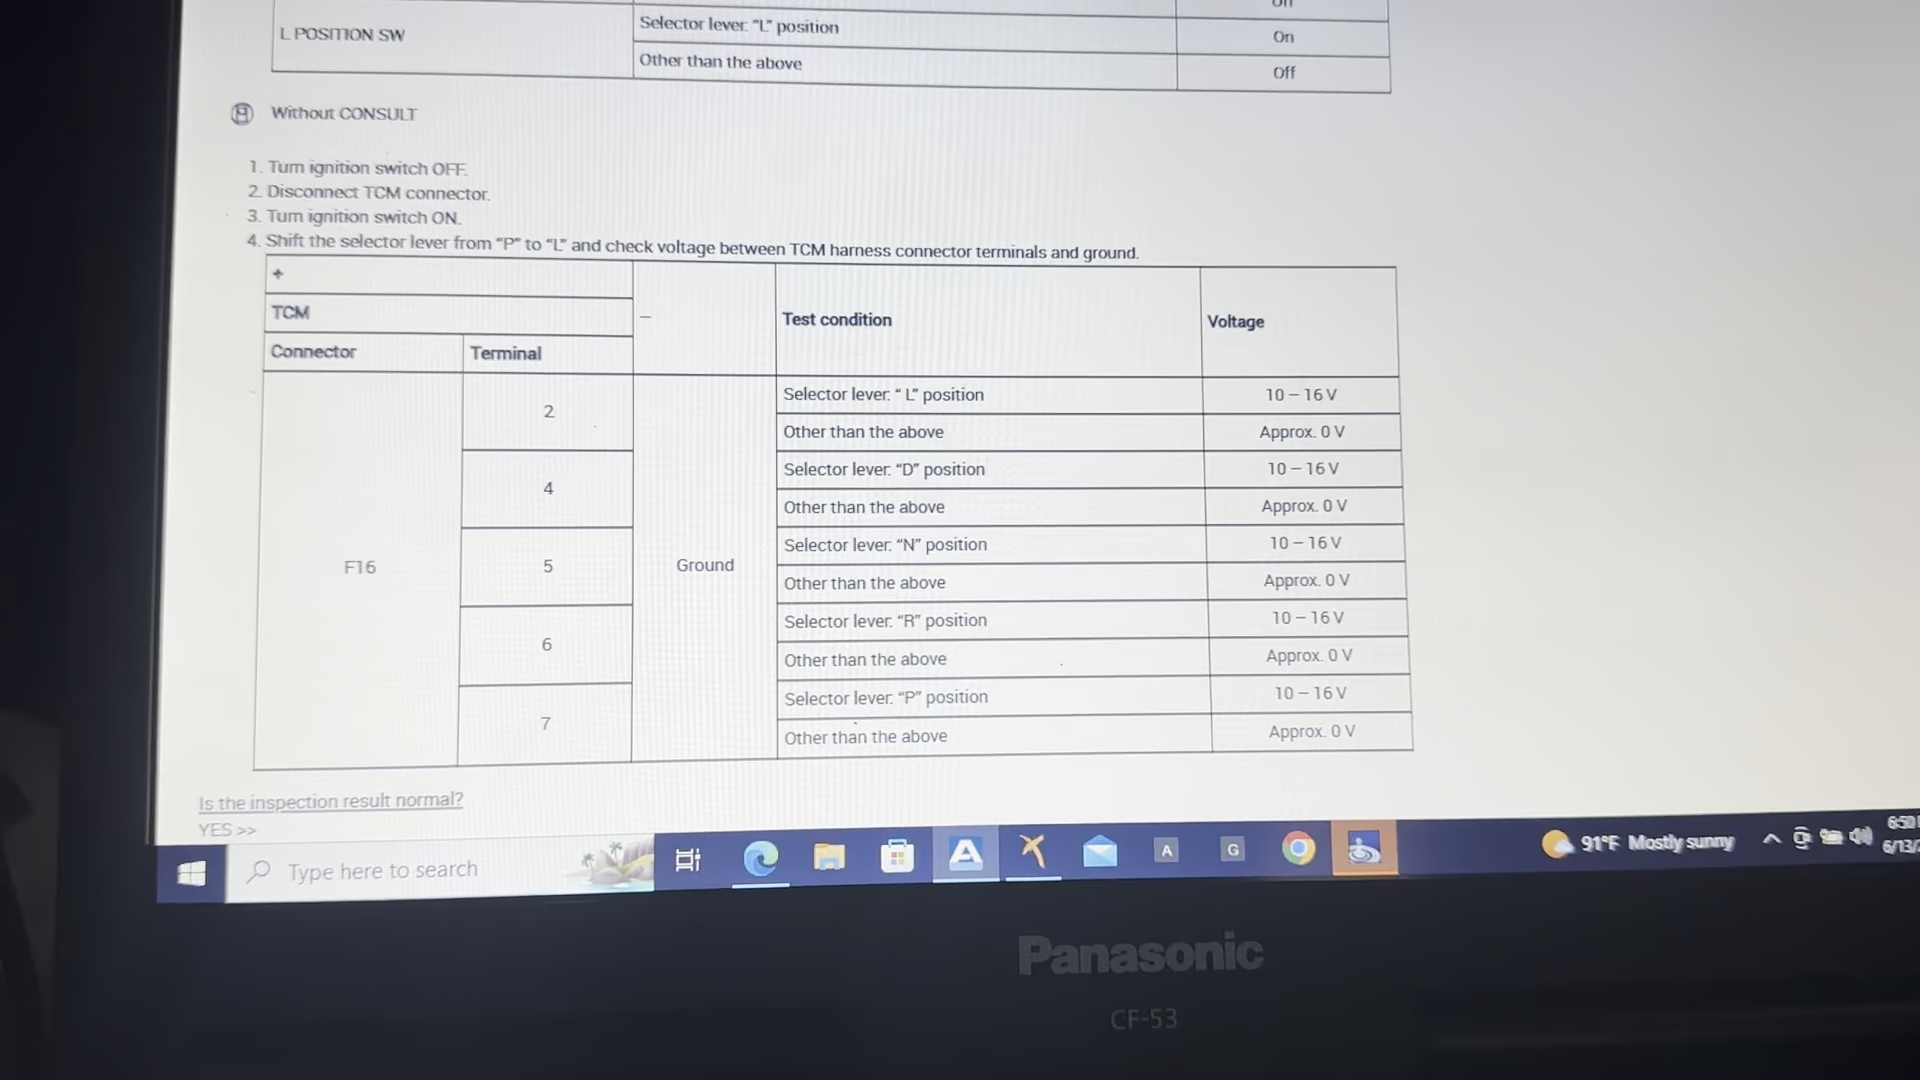 Off
L POSITION SW
Selector lever: "L" position
On
Other than the above
Off
Without CONSULT
1. Turn ignition switch OFF.
2. Disconnect TCM connector.
3. Turn ignition switch ON.
4. Shift the selector lever from "P" to "L" and check voltage between TCM harness connector terminals and ground.
+
TCM
–
Test condition
Voltage
Connector
Terminal
F16
2
Ground
Selector lever: " L" position
10 – 16 V
Other than the above
Approx. 0 V
4
Selector lever: "D" position
10 – 16 V
Other than the above
Approx. 0 V
5
Selector lever: "N" position
10 – 16 V
Other than the above
Approx. 0 V
6
Selector lever: "R" position
10 – 16 V
Other than the above
Approx. 0 V
7
Selector lever: "P" position
10 – 16 V
Other than the above
Approx. 0 V
Is the inspection result normal?
YES >>
Type here to search
A
A
G
91°F Mostly sunny
6:50
6/13/
Panasonic
CF-53